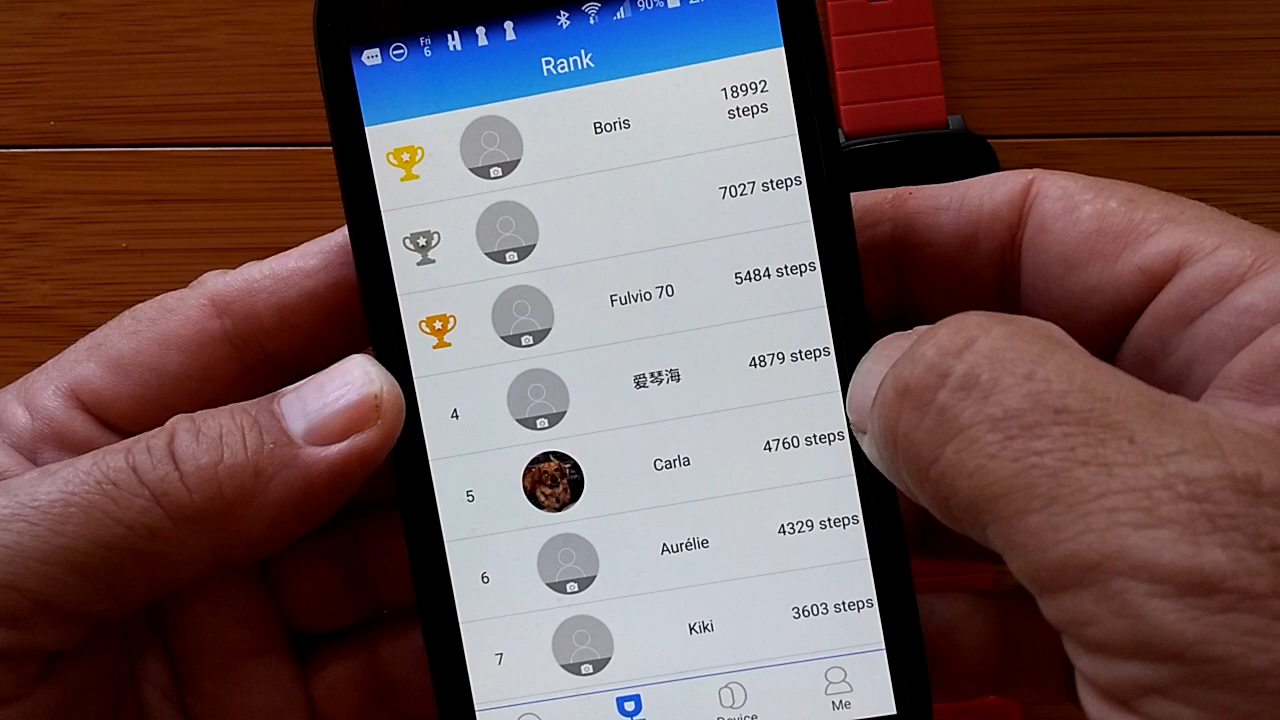 Fri
6
90%
Rank
Boris
18992
steps
7027 steps
Fulvio 70
5484 steps
4
爱琴海
4879 steps
5
Carla
4760 steps
6
Aurélie
4329 steps
7
Kiki
3603 steps
Device
Me